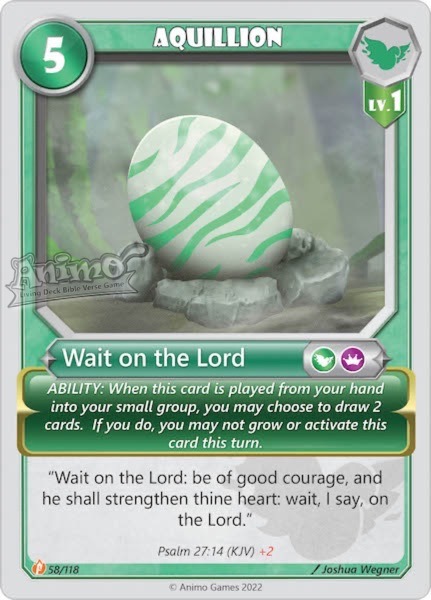 5
AQUILLION
LV.1
Animo
Living Deck Bible Verse Game
Wait on the Lord
ABILITY: When this card is played from your hand
into your small group, you may choose to draw 2
cards. If you do, you may not grow or activate this
card this turn.
"Wait on the Lord: be of good courage, and
he shall strengthen thine heart: wait, I say, on
the Lord."
Psalm 27:14 (KJV) +2
58/118
Joshua Wegner
© Animo Games 2022